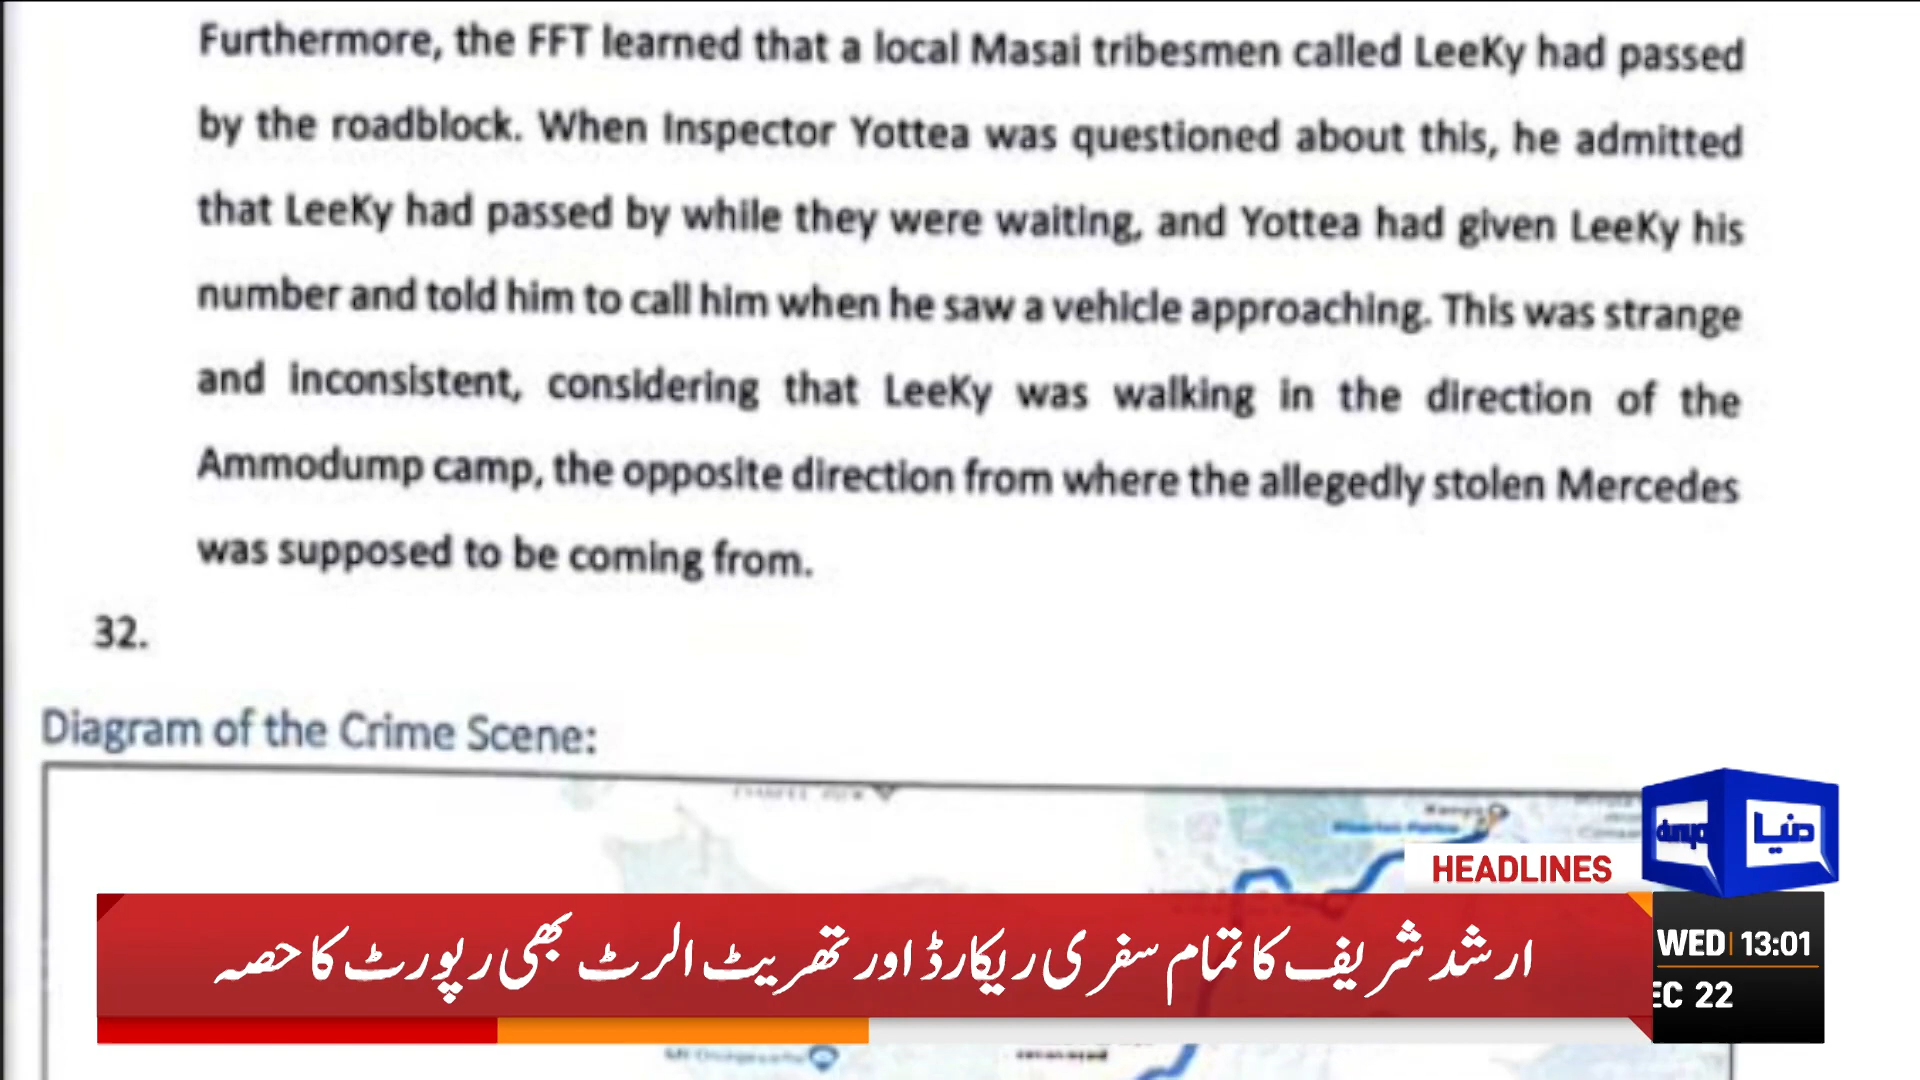 Furthermore, the FFT learned that a local Masai tribesmen called LeeKy had passed
by the roadblock. When Inspector Yottea was questioned about this, he admitted
that LeeKy had passed by while they were waiting, and Yottea had given LeeKy his
number and told him to call him when he saw a vehicle approaching. This was strange
and inconsistent, considering that LeeKy was walking in the direction of the
Ammodump camp, the opposite direction from where the allegedly stolen Mercedes
was supposed to be coming from.
32.
Diagram of the Crime Scene:
HEADLINES
dunya دنیا
ارشد شریف کا تمام سفری ریکارڈ اور تھریٹ الرٹ بھی رپورٹ کا حصہ
WED 13:01
EC 22